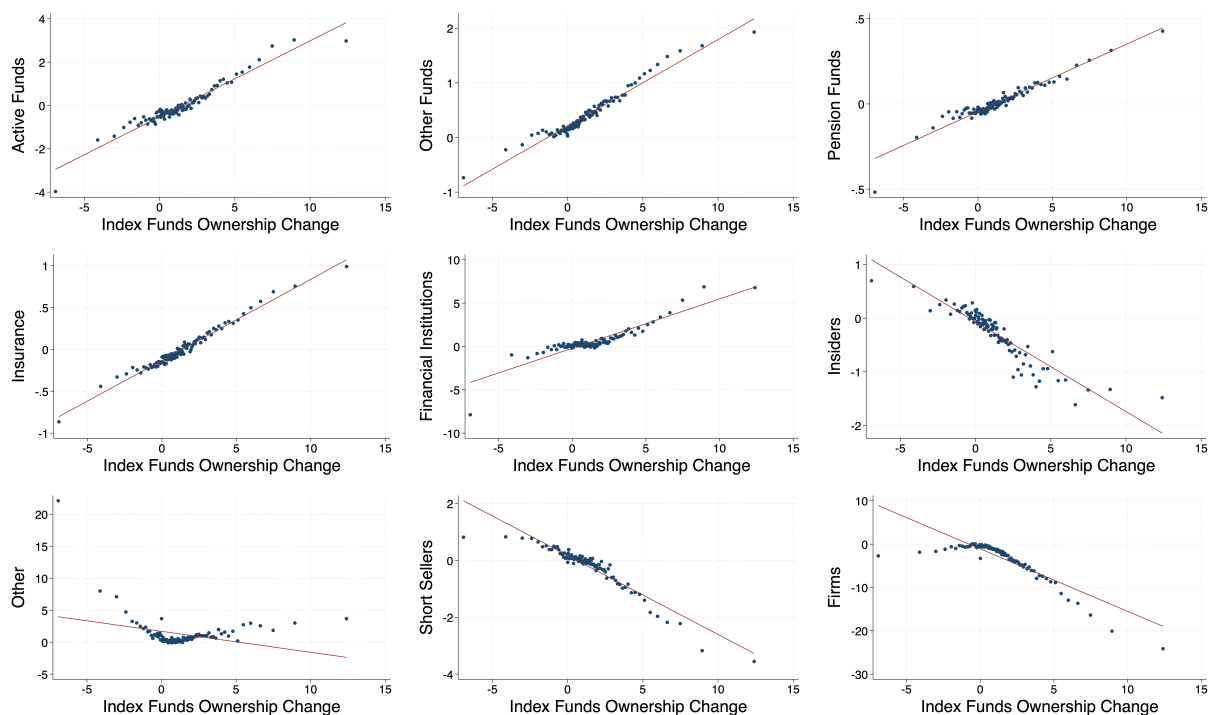 4
2
0
-2
-4
Active Funds
-5 0 5 10 15
Index Funds Ownership Change
2
1
0
-1
Other Funds
-5 0 5 10 15
Index Funds Ownership Change
.5
0
-.5
Pension Funds
-5 0 5 10 15
Index Funds Ownership Change
1
.5
0
-.5
-1
Insurance
-5 0 5 10 15
Index Funds Ownership Change
10
5
0
-5
-10
Financial Institutions
-5 0 5 10 15
Index Funds Ownership Change
1
0
-1
-2
Insiders
-5 0 5 10 15
Index Funds Ownership Change
20
15
10
5
0
-5
Other
-5 0 5 10 15
Index Funds Ownership Change
2
0
-2
-4
Short Sellers
-5 0 5 10 15
Index Funds Ownership Change
10
0
-10
-20
-30
Firms
-5 0 5 10 15
Index Funds Ownership Change